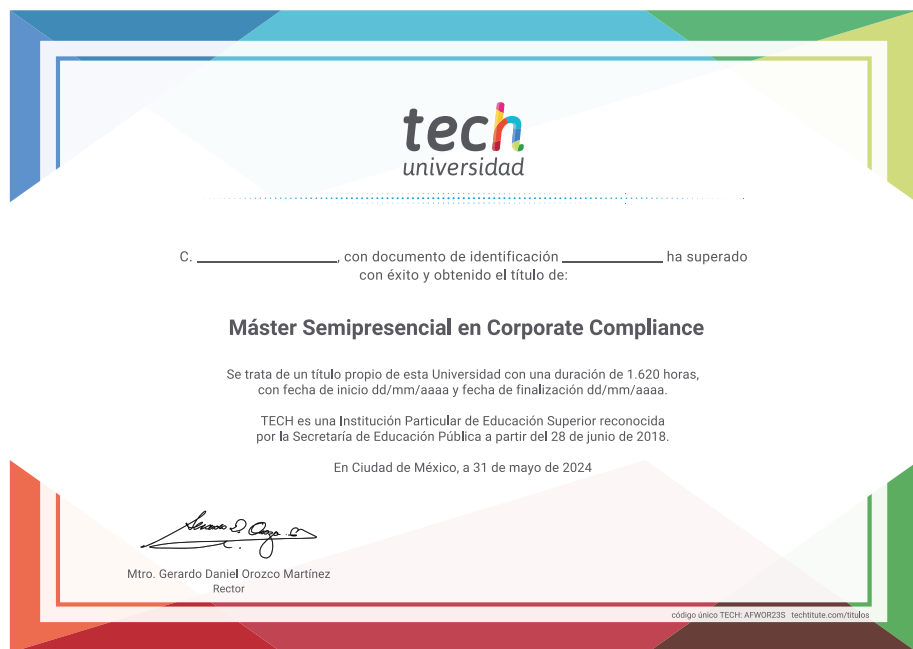 tech
universidad
C. ____________________, con documento de identificación ______________ ha superado
con éxito y obtenido el título de:
Máster Semipresencial en Corporate Compliance
Se trata de un título propio de esta Universidad con una duración de 1.620 horas,
con fecha de inicio dd/mm/aaaa y fecha de finalización dd/mm/aaaa.
TECH es una Institución Particular de Educación Superior reconocida
por la Secretaría de Educación Pública a partir del 28 de junio de 2018.
En Ciudad de México, a 31 de mayo de 2024
Mtro. Gerardo Daniel Orozco Martínez
Rector
código único TECH: AFWOR23S techtitute.com/titulos